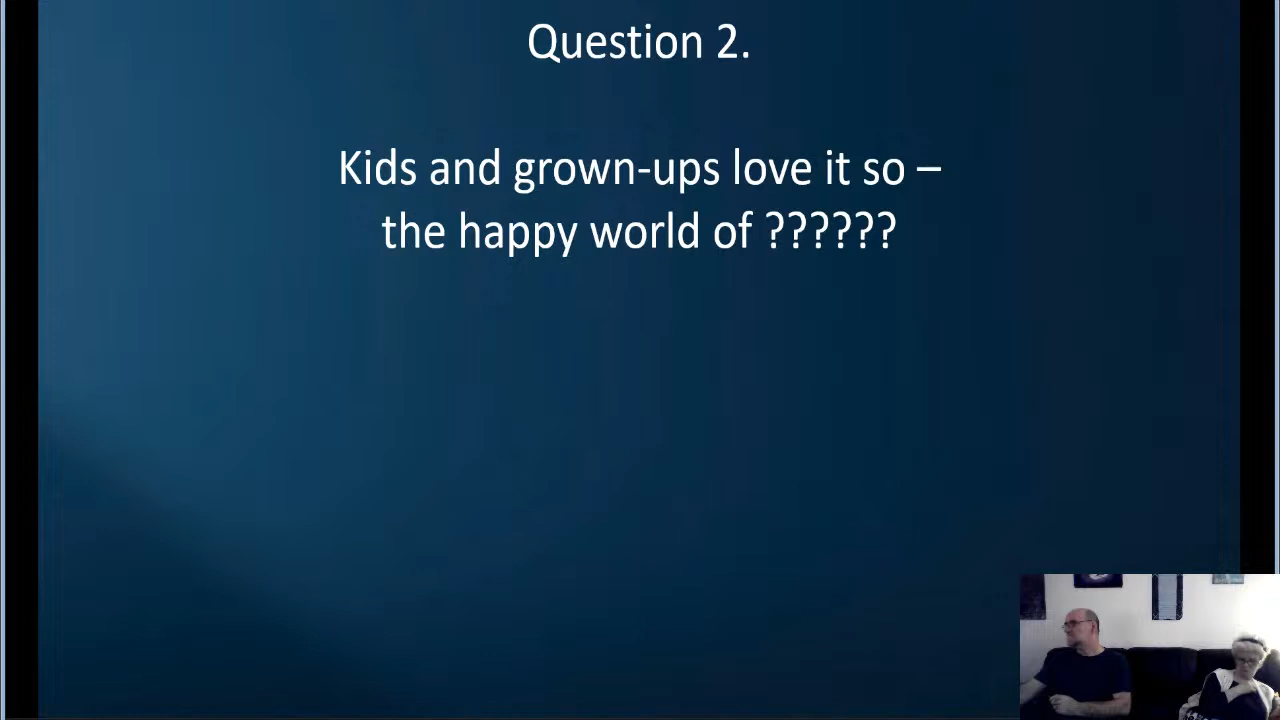 Question 2.
Kids and grown-ups love it so –
the happy world of ??????